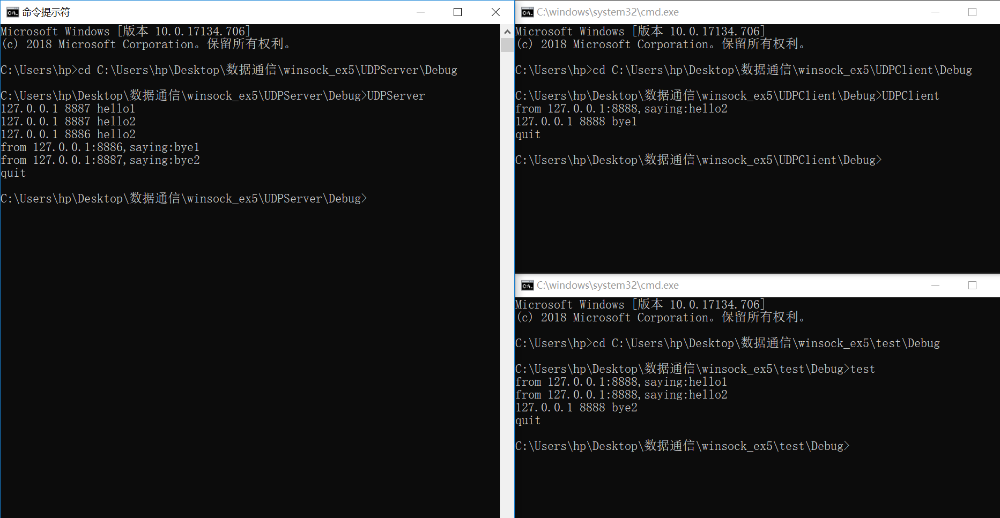 命令提示符
Microsoft Windows [版本 10.0.17134.706]
(c) 2018 Microsoft Corporation。保留所有权利。
C:\Users\hp>cd C:\Users\hp\Desktop\数据通信\winsock_ex5\UDPServer\Debug
C:\Users\hp\Desktop\数据通信\winsock_ex5\UDPServer\Debug>UDPServer
127.0.0.1 8887 hello1
127.0.0.1 8887 hello2
127.0.0.1 8886 hello2
from 127.0.0.1:8886,saying:bye1
from 127.0.0.1:8887,saying:bye2
quit
C:\Users\hp\Desktop\数据通信\winsock_ex5\UDPServer\Debug>
C:\windows\system32\cmd.exe
Microsoft Windows [版本 10.0.17134.706]
(c) 2018 Microsoft Corporation。保留所有权利。
C:\Users\hp>cd C:\Users\hp\Desktop\数据通信\winsock_ex5\UDPClient\Debug
C:\Users\hp\Desktop\数据通信\winsock_ex5\UDPClient\Debug>UDPClient
from 127.0.0.1:8888,saying:hello2
127.0.0.1 8888 bye1
quit
C:\Users\hp\Desktop\数据通信\winsock_ex5\UDPClient\Debug>
C:\windows\system32\cmd.exe
Microsoft Windows [版本 10.0.17134.706]
(c) 2018 Microsoft Corporation。保留所有权利。
C:\Users\hp>cd C:\Users\hp\Desktop\数据通信\winsock_ex5\test\Debug
C:\Users\hp\Desktop\数据通信\winsock_ex5\test\Debug>test
from 127.0.0.1:8888,saying:hello1
from 127.0.0.1:8888,saying:hello2
127.0.0.1 8888 bye2
quit
C:\Users\hp\Desktop\数据通信\winsock_ex5\test\Debug>